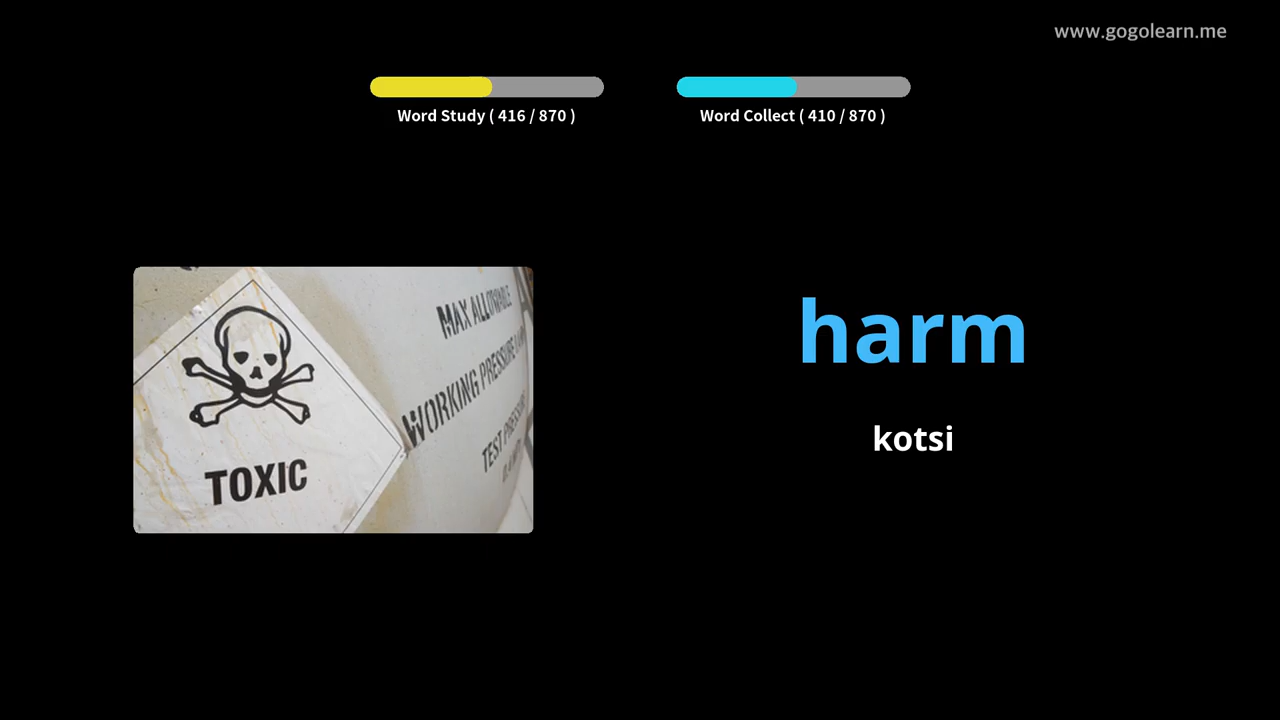 www.gogolearn.me
Word Study ( 416 / 870 )
Word Collect ( 410 / 870 )
MAX ALLOWABLE
WORKING PRESSURE
TEST PRESSURE
TOXIC
harm
kotsi